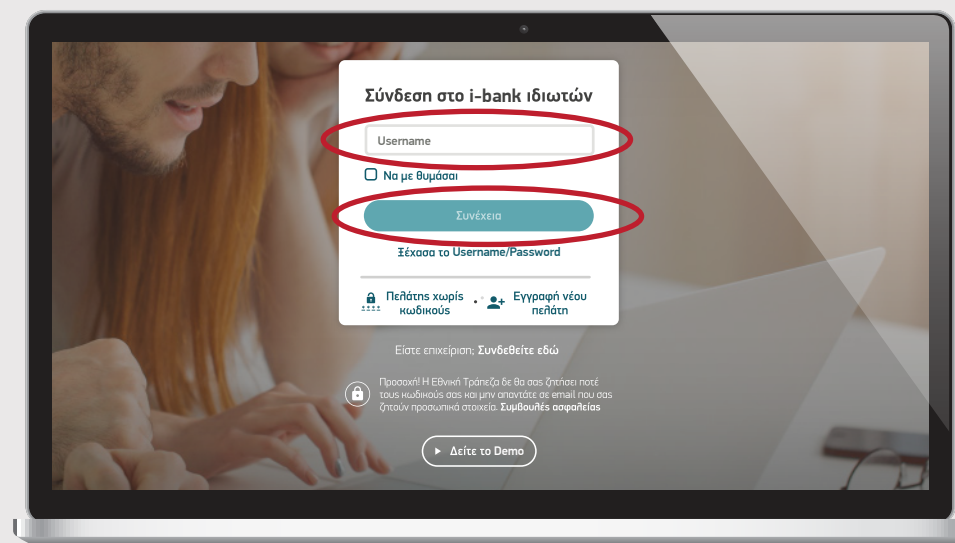 Σύνδεση στο i-bank ιδιωτών
Username
Να με θυμάσαι
Συνέχεια
Ξέχασα το Username/Password
Πελάτης χωρίς
κωδικούς
Εγγραφή νέου
πελάτη
Είστε επιχείρηση; Συνδεθείτε εδώ
Προσοχή! Η Εθνική Τράπεζα δε θα σας ζητήσει ποτέ
τους κωδικούς σας και μην απαντάτε σε email που σας
ζητούν προσωπικά στοιχεία. Συμβουλές ασφαλείας
Δείτε το Demo